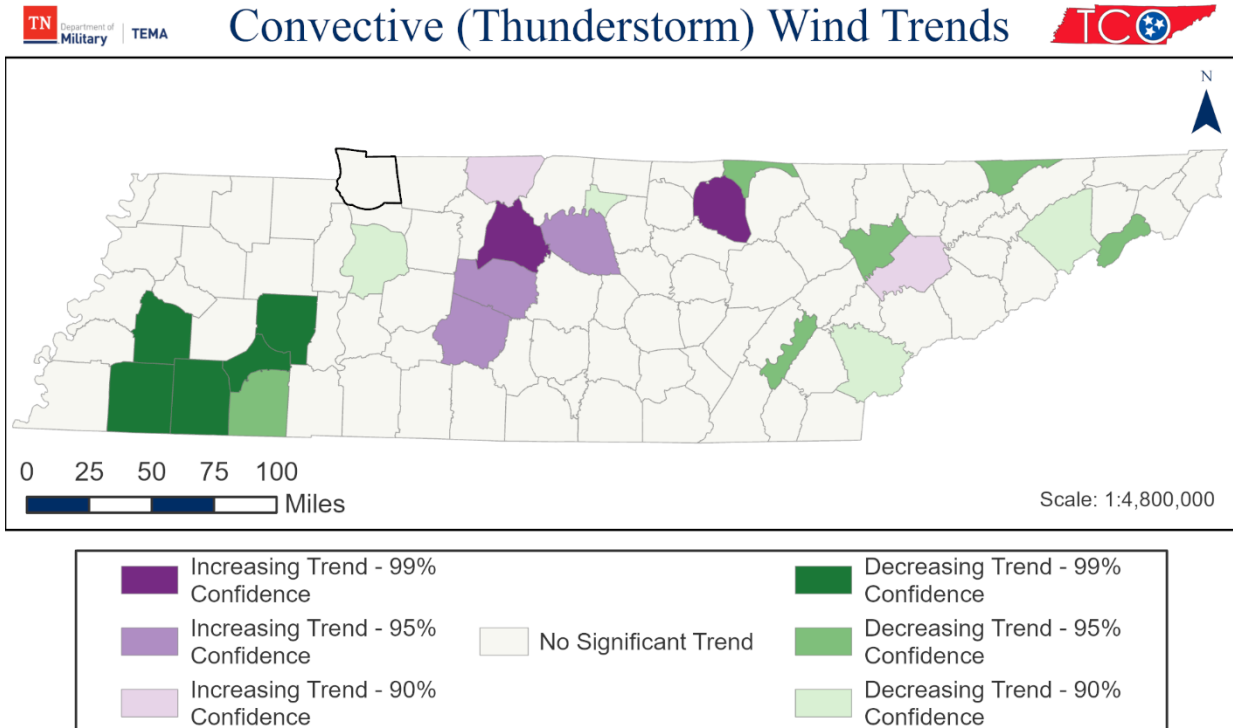 TN
Department of
Military
TEMA
Convective (Thunderstorm) Wind Trends
TCO
N
0 25 50 75 100
Miles
Scale: 1:4,800,000
Increasing Trend - 99%
Confidence
Increasing Trend - 95%
Confidence
Increasing Trend - 90%
Confidence
No Significant Trend
Decreasing Trend - 99%
Confidence
Decreasing Trend - 95%
Confidence
Decreasing Trend - 90%
Confidence